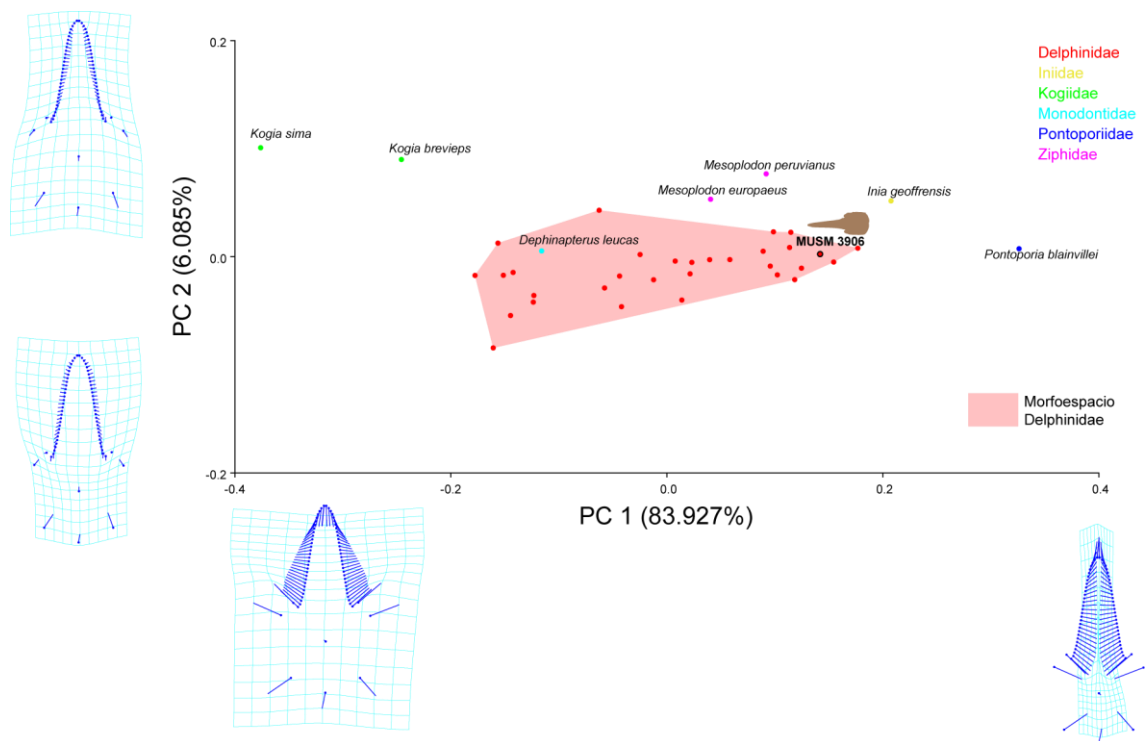 0.2
Delphinidae
Iniidae
Kogiidae
Monodontidae
Pontoporiidae
Ziphidae
Kogia sima
Kogia brevieps
Mesoplodon peruvianus
Mesoplodon europaeus
Inia geoffrensis
Dephinapterus leucas
MUSM 3906
Pontoporia blainvillei
PC 2 (6.085%)
0.0
Morfoespacio
Delphinidae
-0.2
-0.4
-0.2
0.0
0.2
0.4
PC 1 (83.927%)